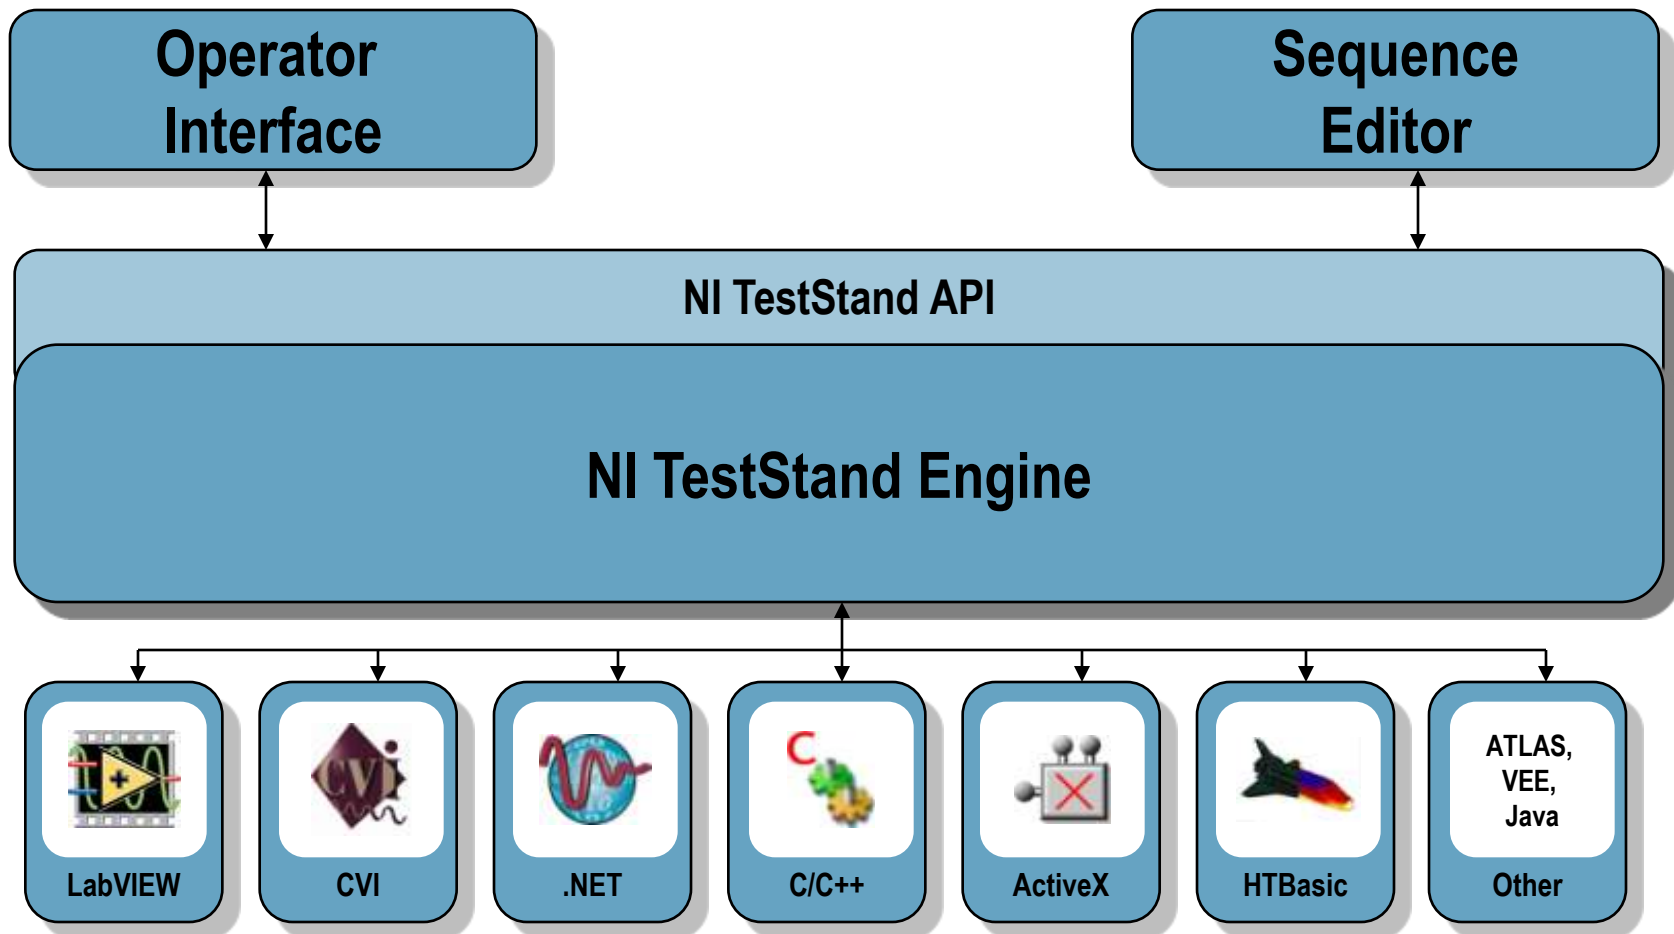 Operator
Interface
Sequence
Editor
NI TestStand API
NI TestStand Engine
CVI
C
ATLAS,
VEE,
Java
LabVIEW
CVI
.NET
C/C++
ActiveX
HTBasic
Other